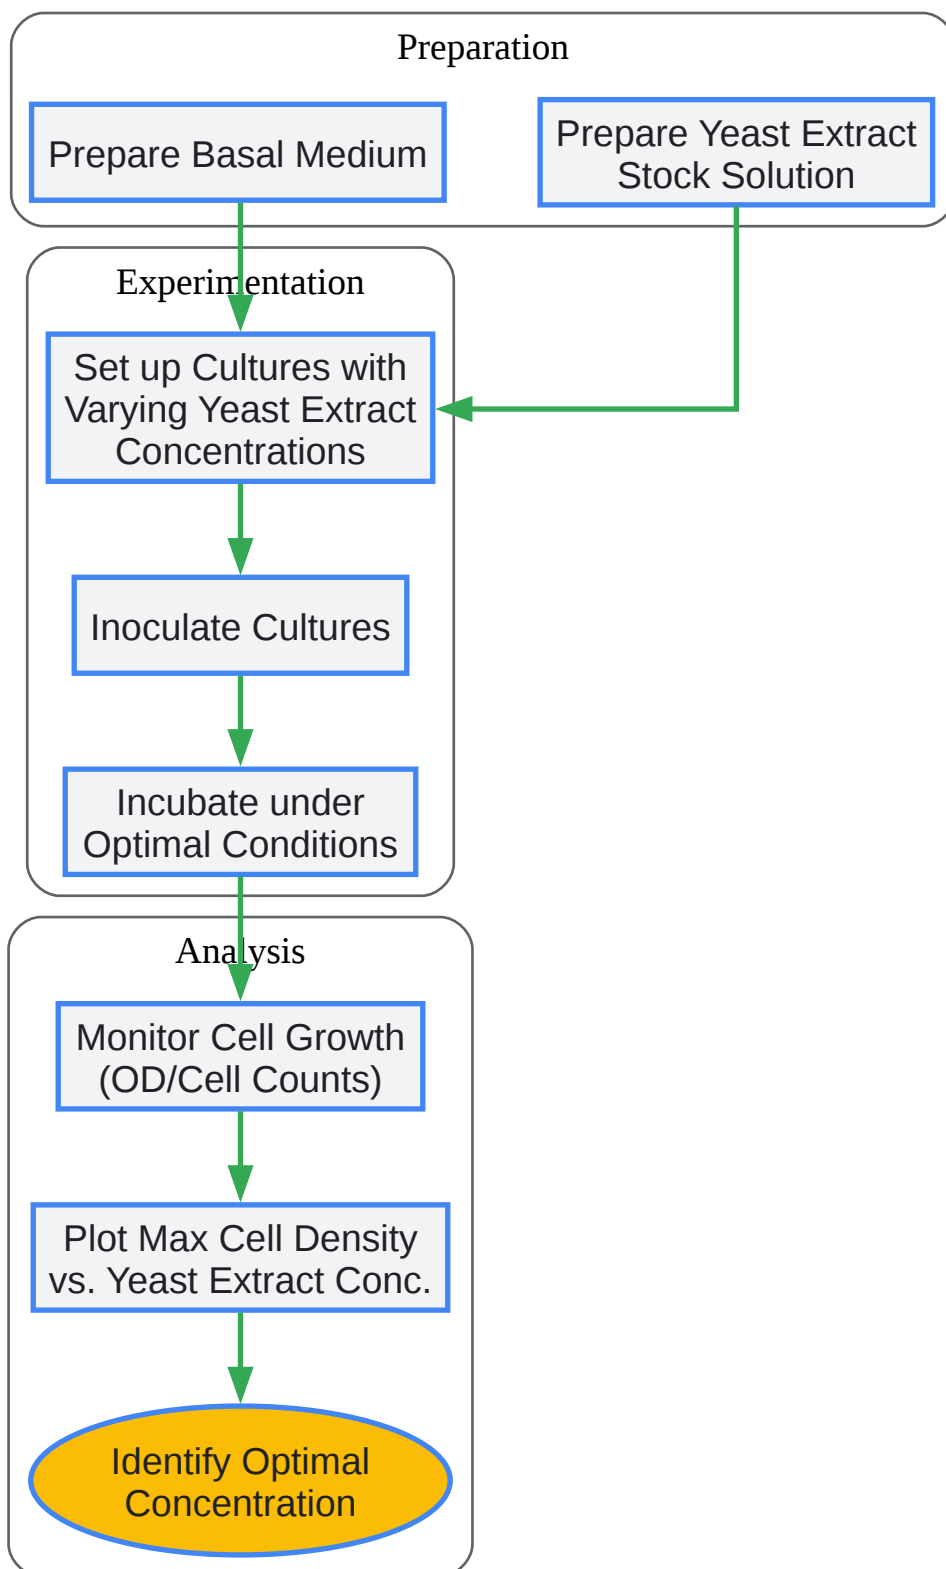 Preparation
Prepare Basal Medium
Prepare Yeast Extract
Stock Solution
Experimentation
Set up Cultures with
Varying Yeast Extract
Concentrations
Inoculate Cultures
Incubate under
Optimal Conditions
Analysis
Monitor Cell Growth
(OD/Cell Counts)
Plot Max Cell Density
vs. Yeast Extract Conc.
Identify Optimal
Concentration